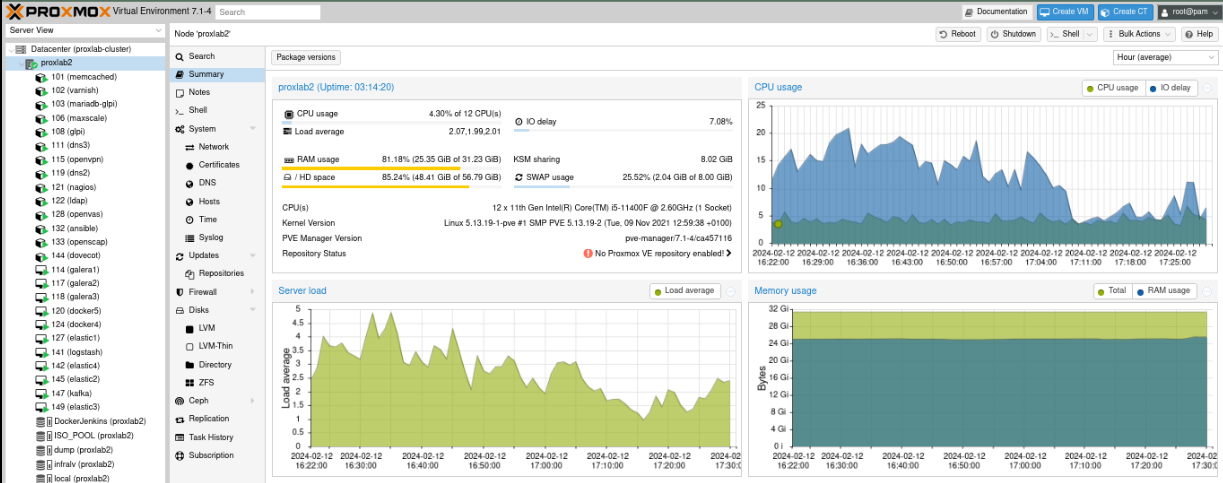 PROXMOX Virtual Environment 7.1-4 Search Documentation Create VM Create CT root@pam
Server View
Datacenter (proxlab-cluster)
proxlab2
101 (memcached)
102 (varnish)
103 (mariadb-glpi)
106 (maxscale)
108 (glpi)
111 (dns3)
115 (openvpn)
119 (dns2)
121 (nagios)
122 (ldap)
128 (openvas)
132 (ansible)
133 (openscap)
144 (dovecot)
114 (galera1)
117 (galera2)
118 (galera3)
120 (docker5)
124 (docker4)
127 (elastic1)
141 (logstash)
142 (elastic4)
145 (elastic2)
147 (kafka)
149 (elastic3)
DockerJenkins (proxlab2)
ISO_POOL (proxlab2)
dump (proxlab2)
infralv (proxlab2)
local (proxlab2)
Node 'proxlab2' Reboot Shutdown Shell Bulk Actions Help
Search
Summary
Notes
Shell
System
Network
Certificates
DNS
Hosts
Time
Syslog
Updates
Repositories
Firewall
Disks
LVM
LVM-Thin
Directory
ZFS
Ceph
Replication
Task History
Subscription
Package versions Hour (average)
proxlab2 (Uptime: 03:14:20)
CPU usage 4.30% of 12 CPU(s) IO delay 7.08%
Load average 2.07,1.99,2.01
RAM usage 81.18% (25.35 GiB of 31.23 GiB) KSM sharing 8.02 GiB
/ HD space 85.24% (48.41 GiB of 56.79 GiB) SWAP usage 25.52% (2.04 GiB of 8.00 GiB)
CPU(s) 12 x 11th Gen Intel(R) Core(TM) i5-11400F @ 2.60GHz (1 Socket)
Kernel Version Linux 5.13.19-1-pve #1 SMP PVE 5.13.19-2 (Tue, 09 Nov 2021 12:59:38 +0100)
PVE Manager Version pve-manager/7.1-4/ca457116
Repository Status No Proxmox VE repository enabled!
CPU usage CPU usage IO delay
25
20
15
10
5
0
2024-02-12 2024-02-12 2024-02-12 2024-02-12 2024-02-12 2024-02-12 2024-02-12 2024-02-12 2024-02-12 2024-02-12
16:22:00 16:29:00 16:36:00 16:43:00 16:50:00 16:57:00 17:04:00 17:11:00 17:18:00 17:25:00
Server load Load average
Load average
5
4.5
4
3.5
3
2.5
2
1.5
1
0.5
0
2024-02-12 2024-02-12 2024-02-12 2024-02-12 2024-02-12 2024-02-12 2024-02-12 2024-02-12
16:22:00 16:30:00 16:40:00 16:50:00 17:00:00 17:10:00 17:20:00 17:30:0
Memory usage Total RAM usage
Bytes
32 Gi
28 Gi
24 Gi
20 Gi
16 Gi
12 Gi
8 Gi
4 Gi
0
2024-02-12 2024-02-12 2024-02-12 2024-02-12 2024-02-12 2024-02-12 2024-02-12 2024-02-12
16:22:00 16:30:00 16:40:00 16:50:00 17:00:00 17:10:00 17:20:00 17:30:0